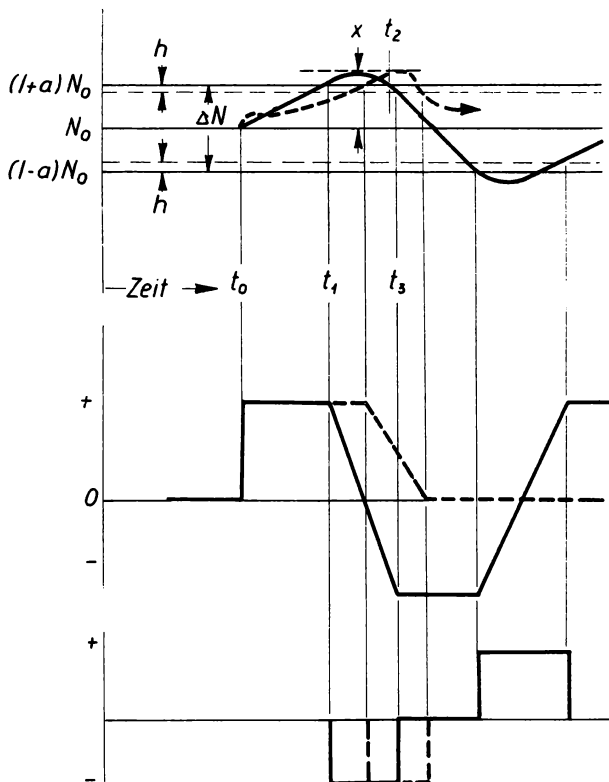 x
t₂
h
(1+a)N₀
ΔN
N₀
(1-a)N₀
h
Zeit
t₀
t₁
t₃
+
0
-
+
-